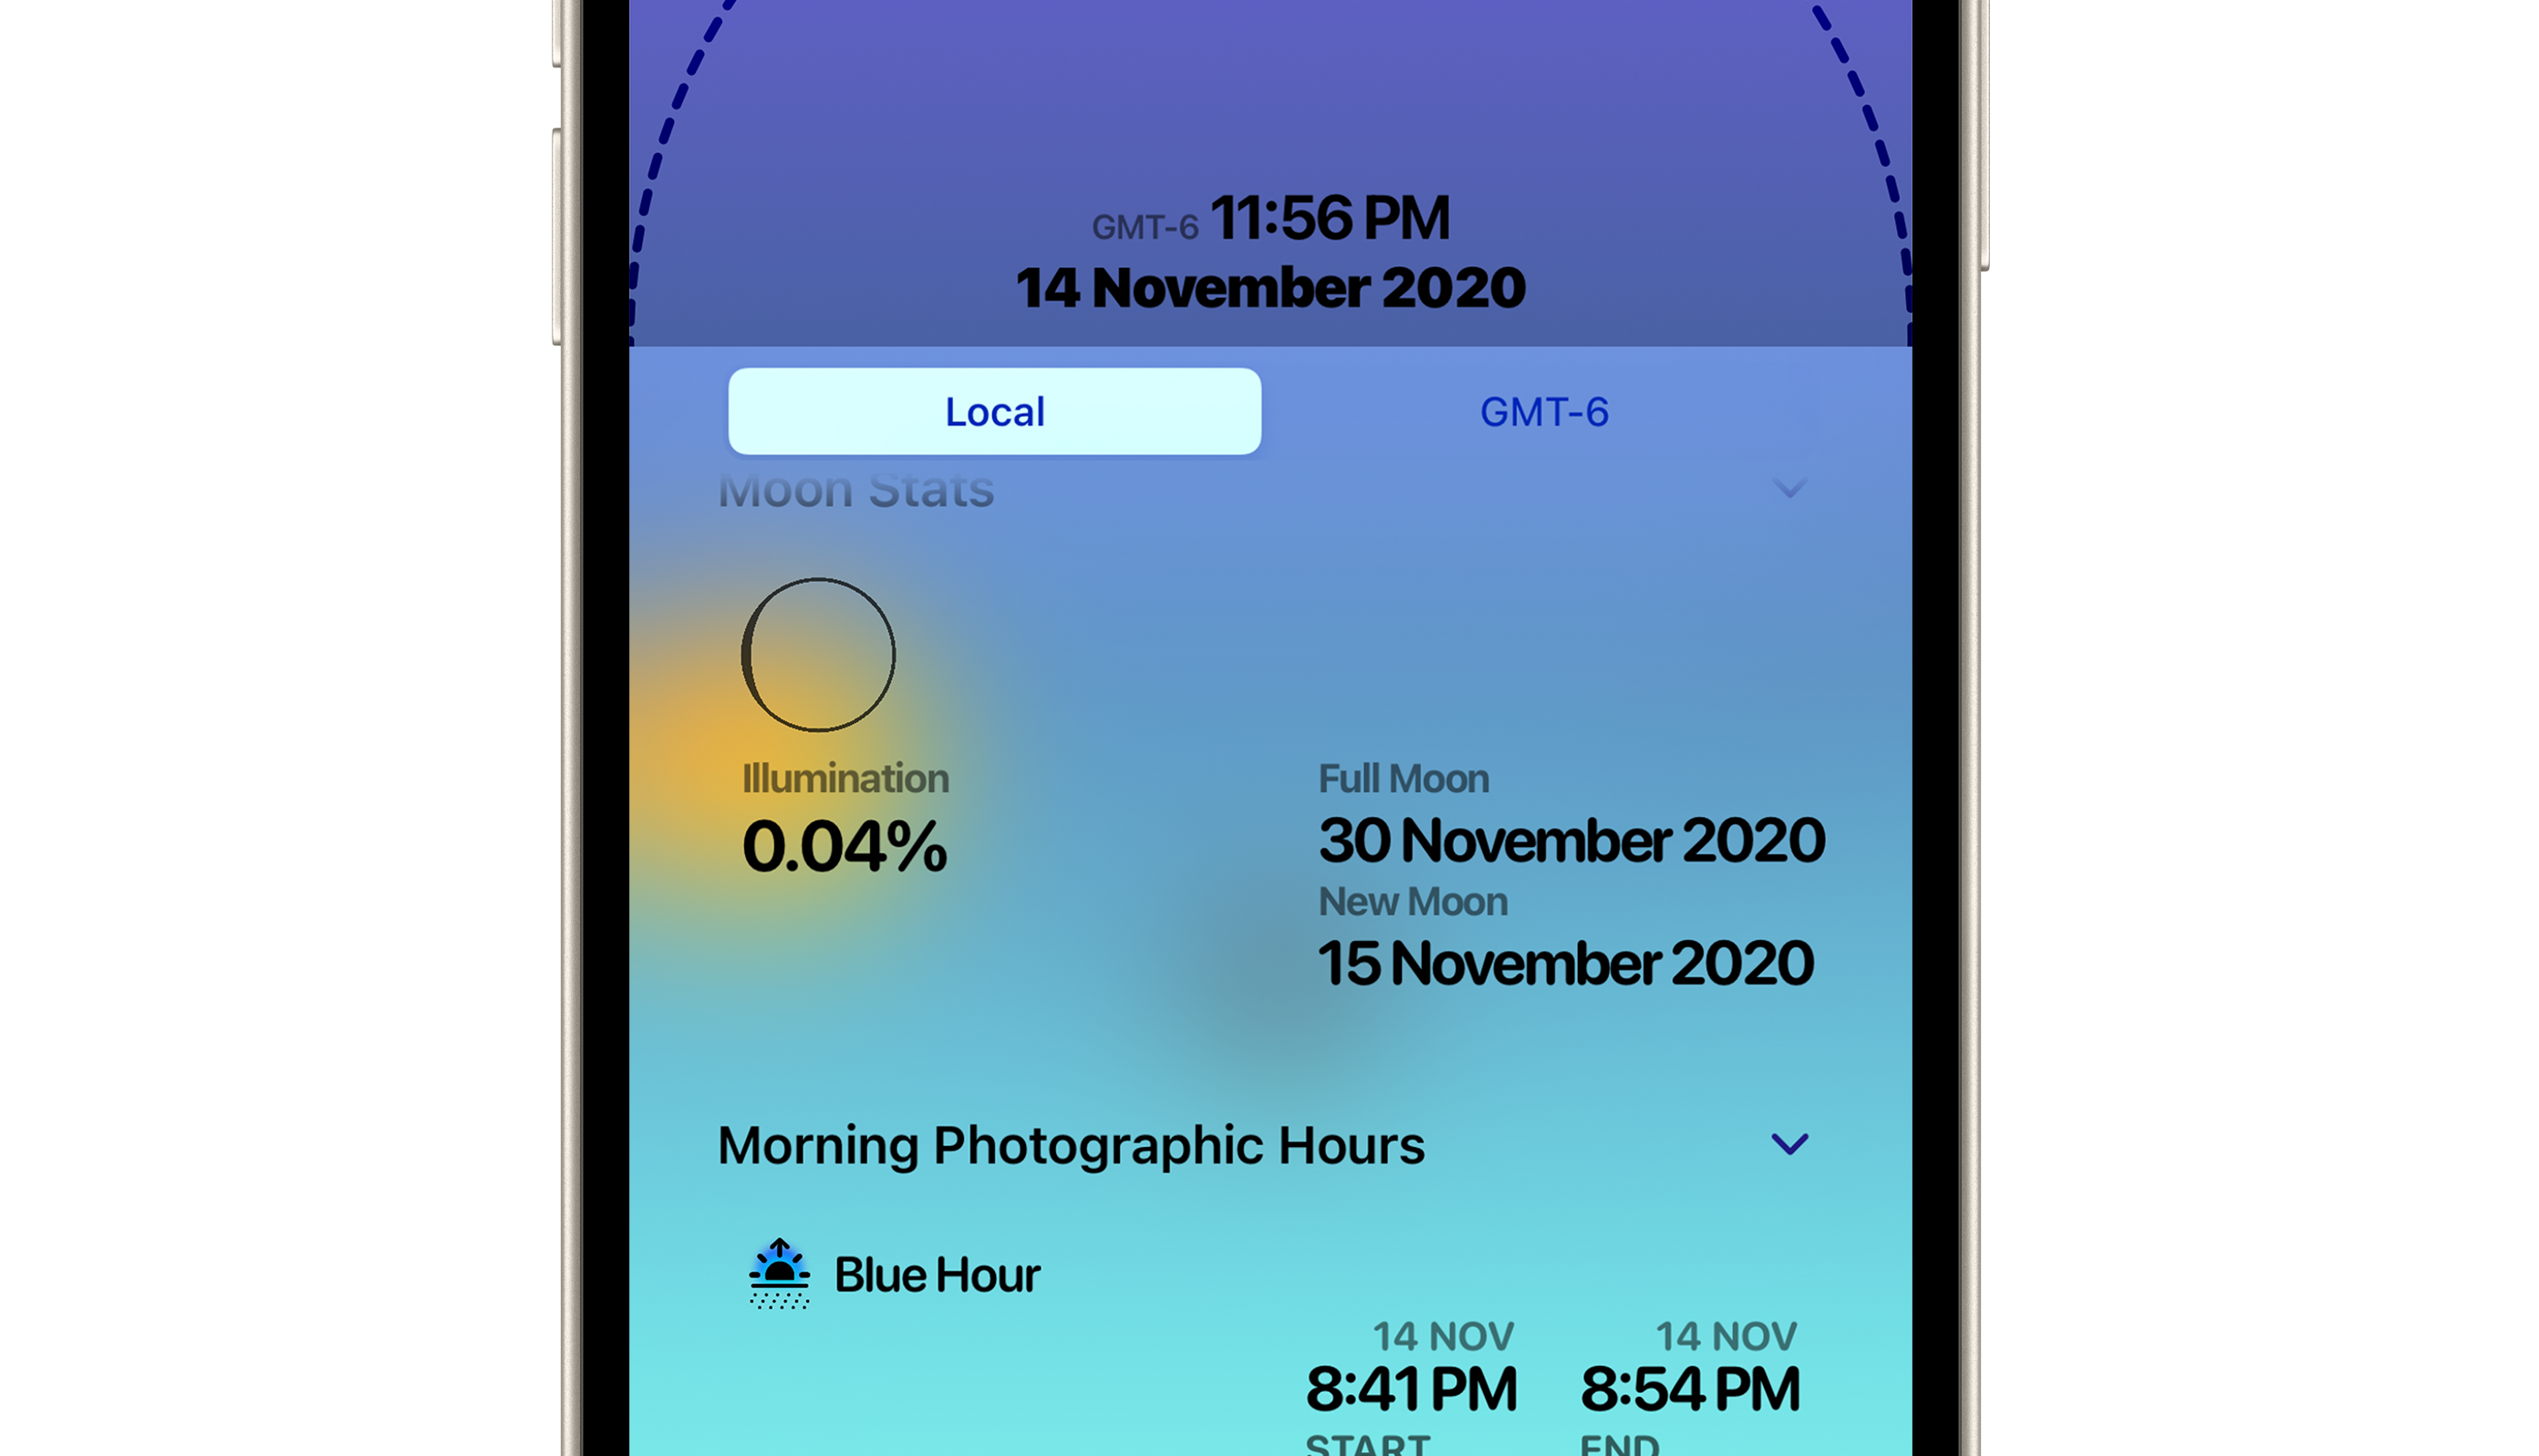 GMT-6 11:56 PM
14 November 2020
Local GMT-6
Moon Stats
Illumination
0.04%
Full Moon
30 November 2020
New Moon
15 November 2020
Morning Photographic Hours
Blue Hour
14 NOV 14 NOV
8:41 PM 8:54 PM
START END